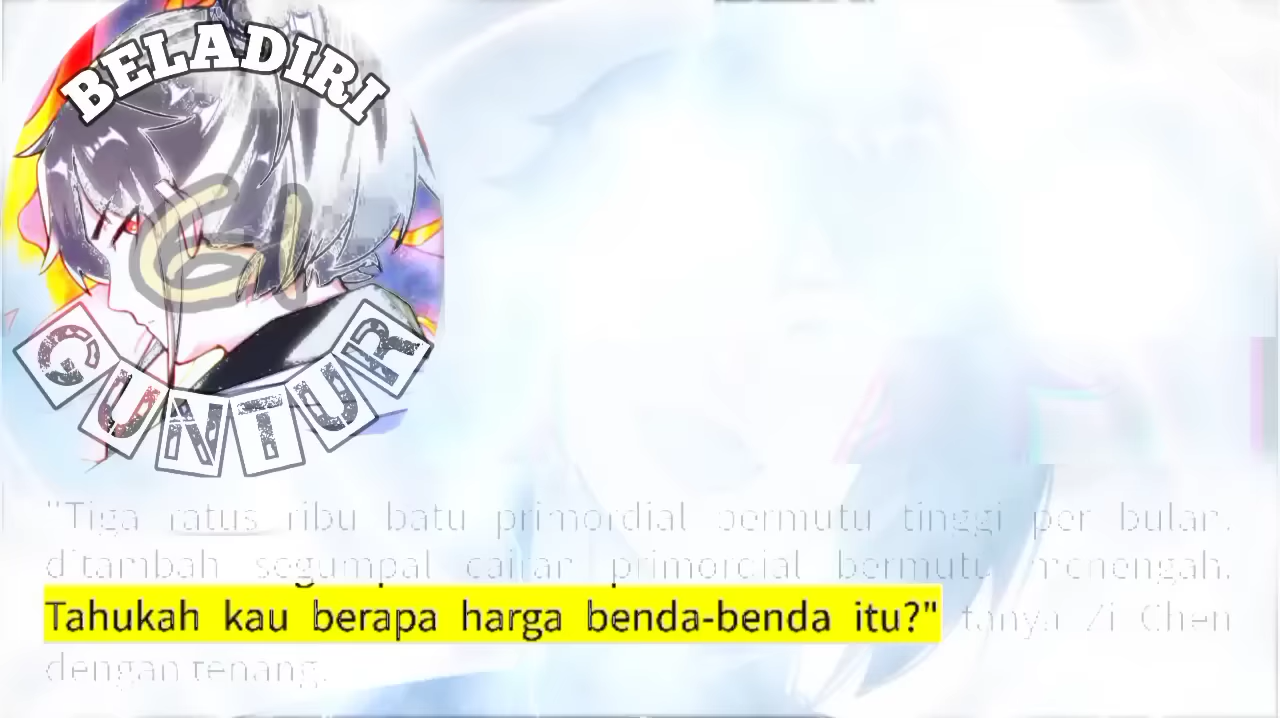 BELADIRI
GUNTUR
"Tiga ratus ribu batu primordial bermutu tinggi per bulan,
ditambah segumpal cairan primordial bermutu menengah.
Tahukah kau berapa harga benda-benda itu?" tanya Zi Chen
dengan tenang.